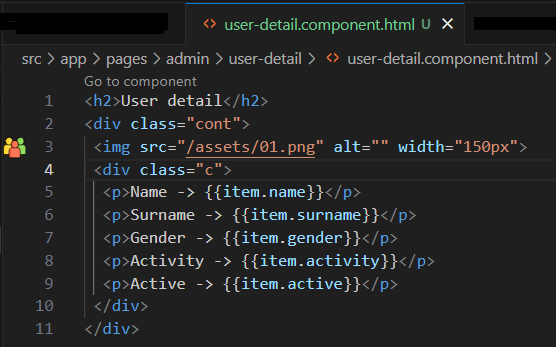 user-detail.component.html U
src > app > pages > admin > user-detail > user-detail.component.html >
Go to component
1 <h2>User detail</h2>
2 <div class="cont">
3 <img src="/assets/01.png" alt="" width="150px">
4 <div class="c">
5 <p>Name -> {{item.name}}</p>
6 <p>Surname -> {{item.surname}}</p>
7 <p>Gender -> {{item.gender}}</p>
8 <p>Activity -> {{item.activity}}</p>
9 <p>Active -> {{item.active}}</p>
10 </div>
11 </div>